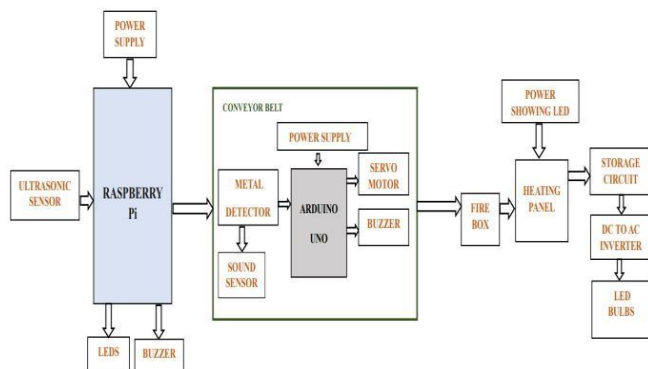 POWER
SUPPLY
ULTRASONIC
SENSOR
RASPBERRY
Pi
LEDS
BUZZER
CONVEYOR BELT
POWER SUPPLY
METAL
DETECTOR
SOUND
SENSOR
ARDUINO
UNO
SERVO
MOTOR
BUZZER
FIRE
BOX
POWER
SHOWING LED
HEATING
PANEL
STORAGE
CIRCUIT
DC TO AC
INVERTER
LED
BULBS